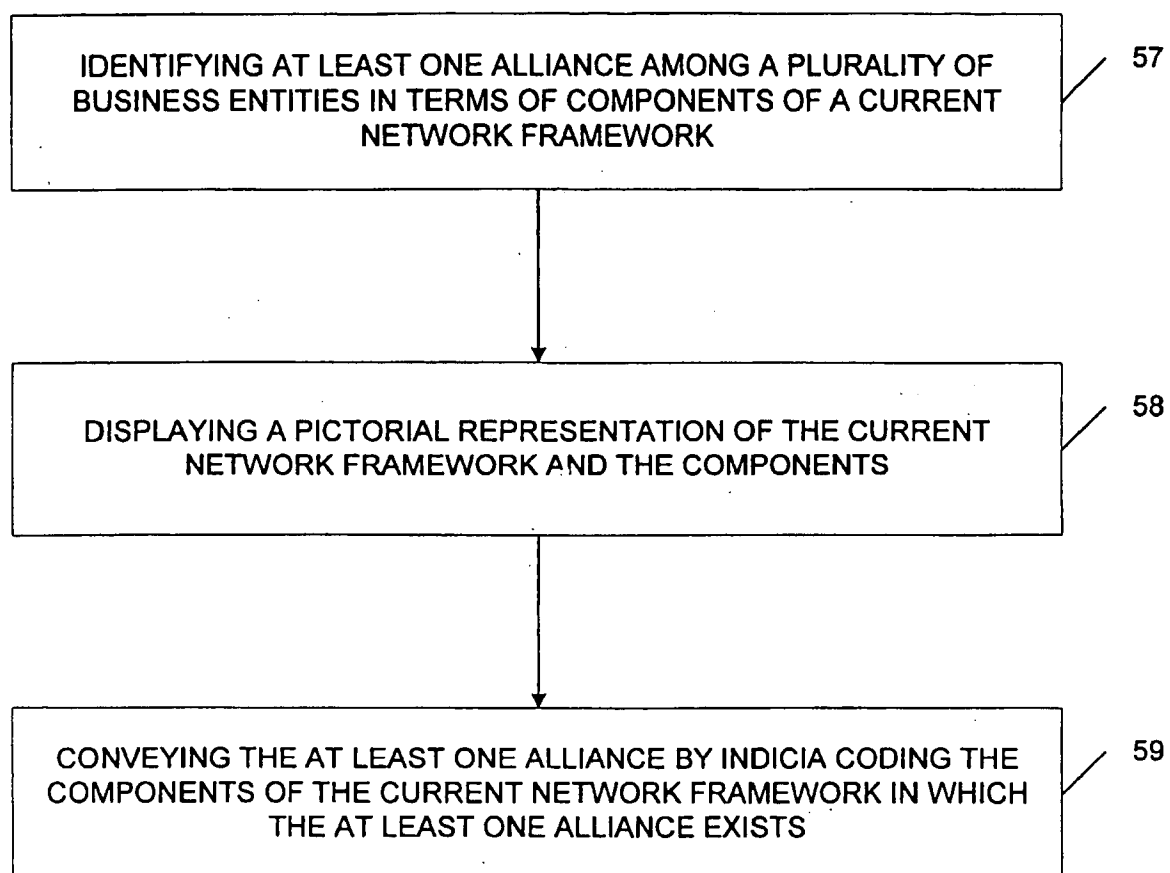 IDENTIFYING AT LEAST ONE ALLIANCE AMONG A PLURALITY OF
BUSINESS ENTITIES IN TERMS OF COMPONENTS OF A CURRENT
NETWORK FRAMEWORK
57
DISPLAYING A PICTORIAL REPRESENTATION OF THE CURRENT
NETWORK FRAMEWORK AND THE COMPONENTS
58
CONVEYING THE AT LEAST ONE ALLIANCE BY INDICIA CODING THE
COMPONENTS OF THE CURRENT NETWORK FRAMEWORK IN WHICH
THE AT LEAST ONE ALLIANCE EXISTS
59